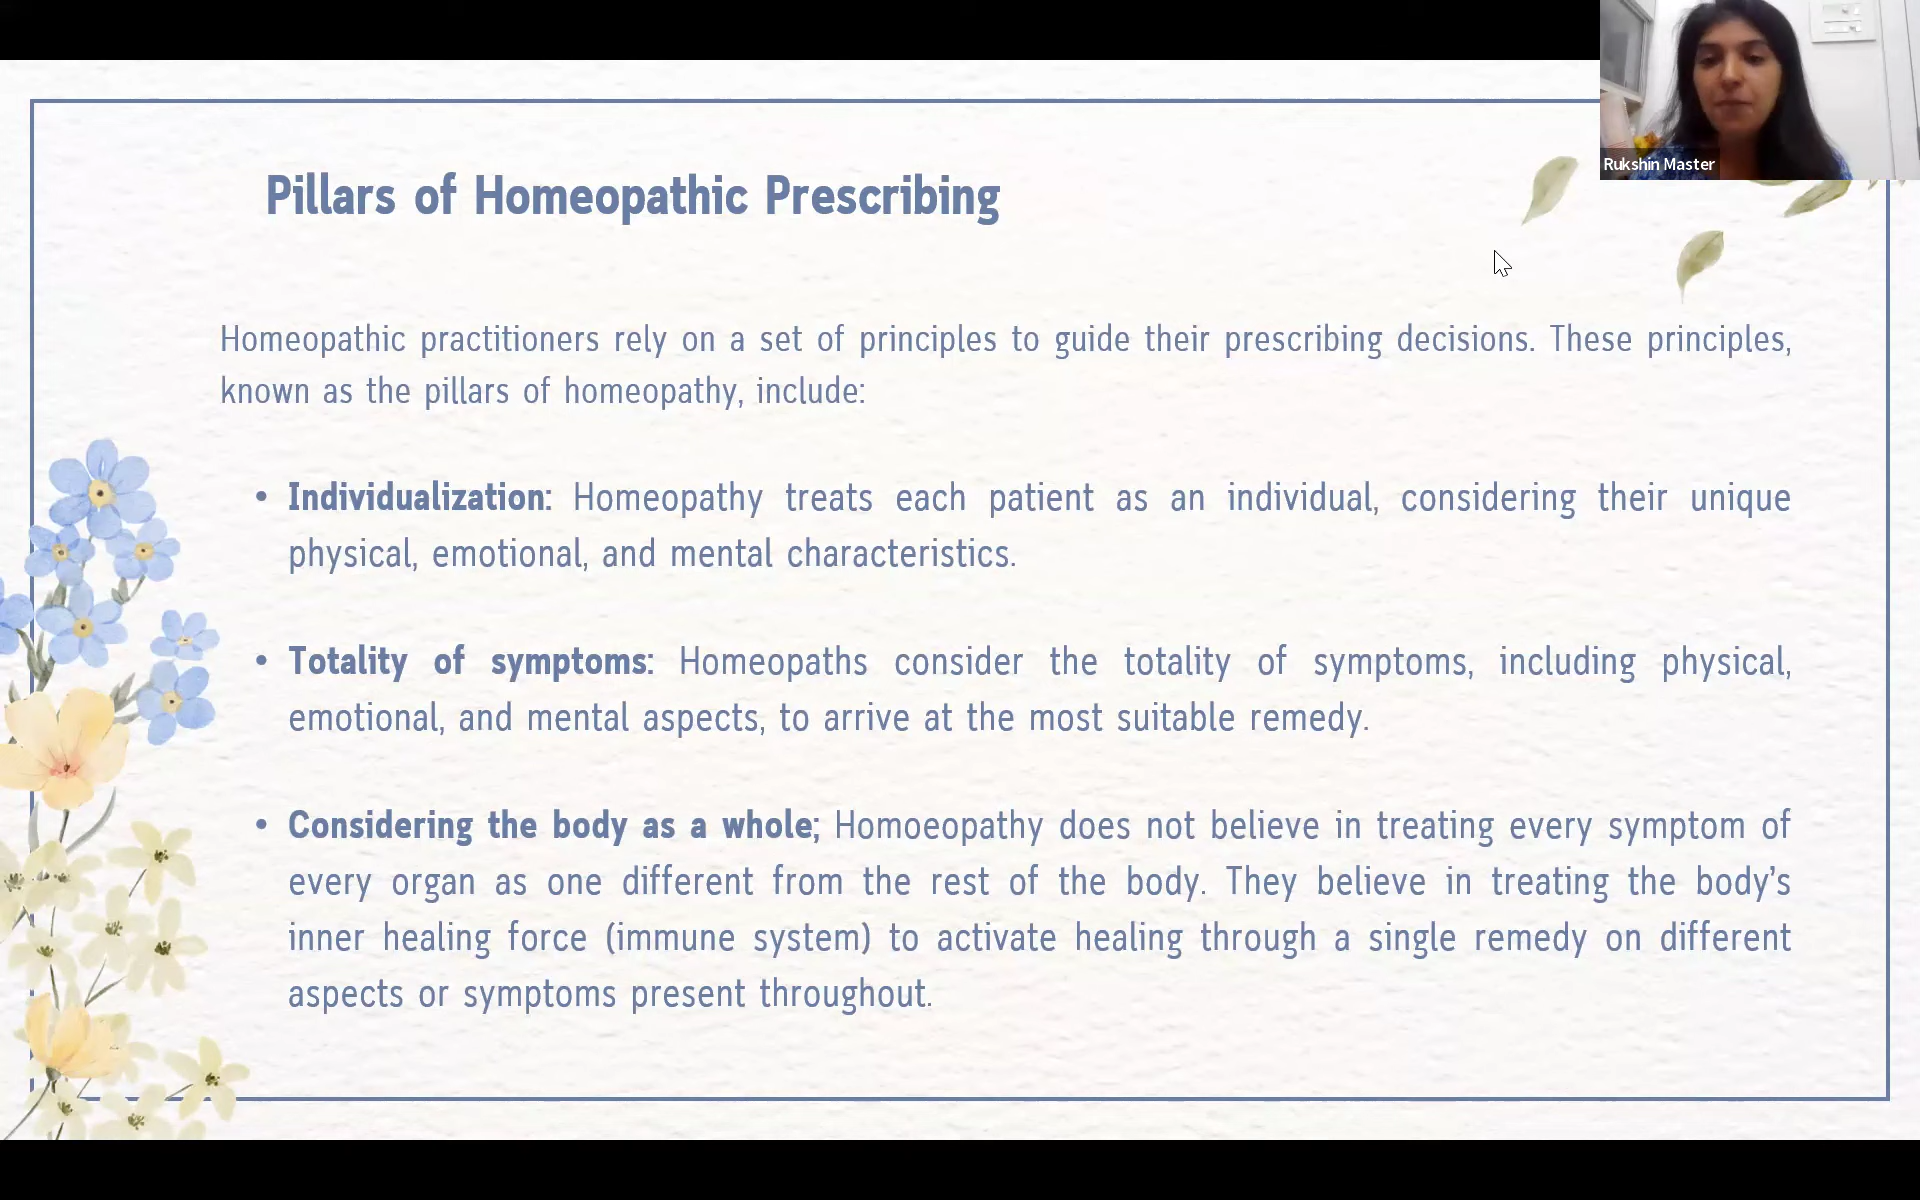 Rukshin Master
Pillars of Homeopathic Prescribing
Homeopathic practitioners rely on a set of principles to guide their prescribing decisions. These principles,
known as the pillars of homeopathy, include:
• Individualization: Homeopathy treats each patient as an individual, considering their unique
physical, emotional, and mental characteristics.
• Totality of symptoms: Homeopaths consider the totality of symptoms, including physical,
emotional, and mental aspects, to arrive at the most suitable remedy.
• Considering the body as a whole; Homoeopathy does not believe in treating every symptom of
every organ as one different from the rest of the body. They believe in treating the body’s
inner healing force (immune system) to activate healing through a single remedy on different
aspects or symptoms present throughout.